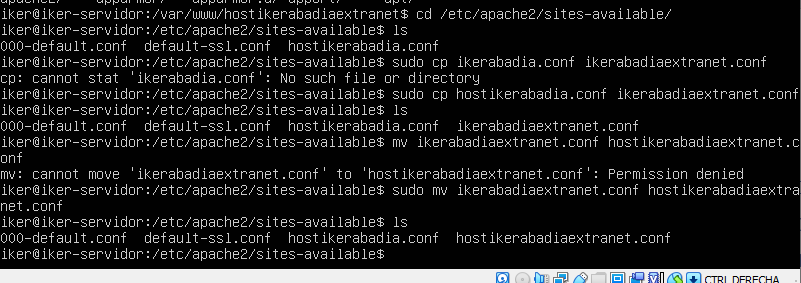 iker@iker-servidor:/var/www/hostikerabadiaextranet$ cd /etc/apache2/sites-available/
iker@iker-servidor:/etc/apache2/sites-available$ ls
000-default.conf  default-ssl.conf  hostikerabadia.conf
iker@iker-servidor:/etc/apache2/sites-available$ sudo cp ikerabadia.conf ikerabadiaextranet.conf
cp: cannot stat 'ikerabadia.conf': No such file or directory
iker@iker-servidor:/etc/apache2/sites-available$ sudo cp hostikerabadia.conf ikerabadiaextranet.conf
iker@iker-servidor:/etc/apache2/sites-available$ ls
000-default.conf  default-ssl.conf  hostikerabadia.conf  ikerabadiaextranet.conf
iker@iker-servidor:/etc/apache2/sites-available$ mv ikerabadiaextranet.conf hostikerabadiaextranet.c
onf
mv: cannot move 'ikerabadiaextranet.conf' to 'hostikerabadiaextranet.conf': Permission denied
iker@iker-servidor:/etc/apache2/sites-available$ sudo mv ikerabadiaextranet.conf hostikerabadiaextra
net.conf
iker@iker-servidor:/etc/apache2/sites-available$ ls
000-default.conf  default-ssl.conf  hostikerabadia.conf  hostikerabadiaextranet.conf
iker@iker-servidor:/etc/apache2/sites-available$
CTRL DERECHA